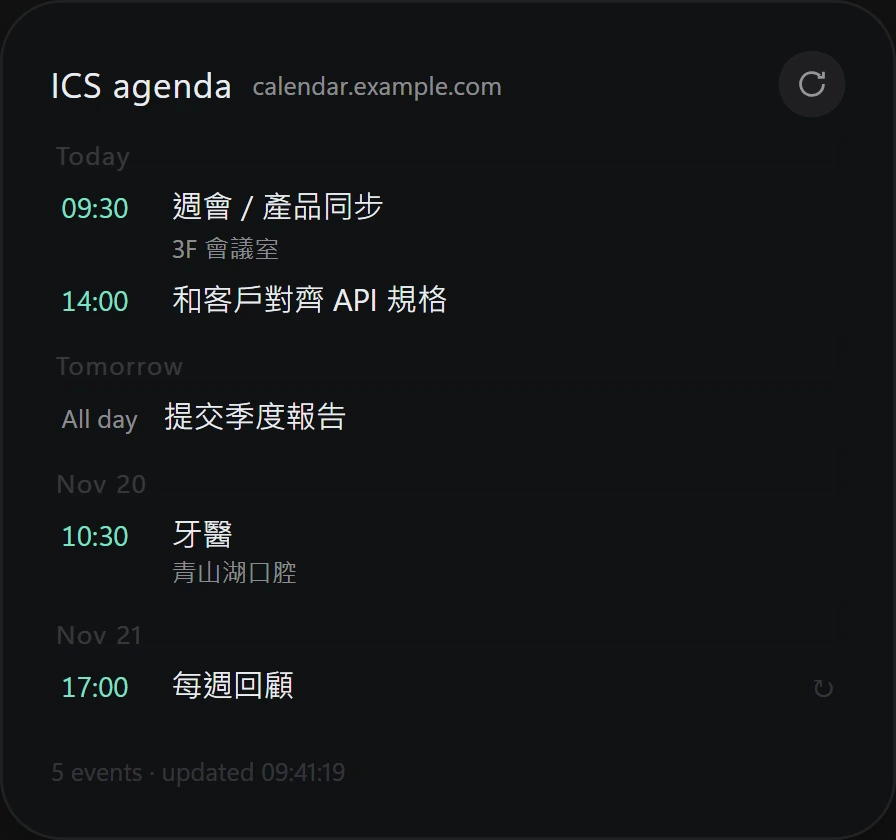 ICS agenda calendar.example.com
Today
09:30 週會 / 產品同步
3F 會議室
14:00 和客戶對齊 API 規格
Tomorrow
All day 提交季度報告
Nov 20
10:30 牙醫
青山湖口腔
Nov 21
17:00 每週回顧 ↻
5 events · updated 09:41:19